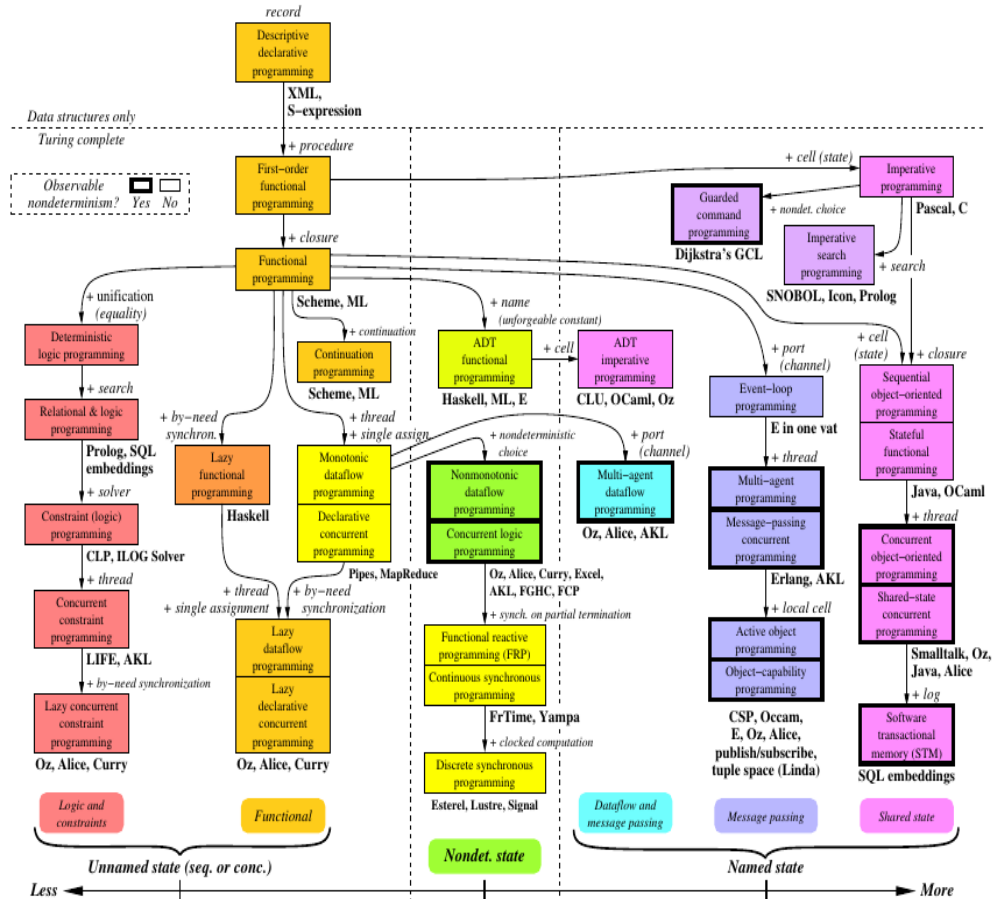 record
Descriptive
declarative
programming
XML,
S−expression
Data structures only
Turing complete
+ procedure
+ cell (state)
Observable
nondeterminism?
Yes
No
First−order
functional
programming
Imperative
programming
Pascal, C
Guarded
command
programming
+ nondet. choice
Dijkstra's GCL
Imperative
search
programming
+ search
SNOBOL, Icon, Prolog
+ closure
Functional
programming
Scheme, ML
+ unification
(equality)
+ continuation
+ name
(unforgeable constant)
+ port
(channel)
+ cell
(state)
+ closure
Deterministic
logic programming
Continuation
programming
Scheme, ML
ADT
functional
programming
Haskell, ML, E
+ cell
ADT
imperative
programming
CLU, OCaml, Oz
Event−loop
programming
E in one vat
Sequential
object−oriented
programming
Stateful
functional
programming
Java, OCaml
+ search
Relational & logic
programming
Prolog, SQL
embeddings
+ by−need
synchron.
+ thread
+ single assign.
+ nondeterministic
choice
+ port
(channel)
+ thread
Lazy
functional
programming
Haskell
Monotonic
dataflow
programming
Declarative
concurrent
programming
Pipes, MapReduce
Nonmonotonic
dataflow
programming
Concurrent logic
programming
Oz, Alice, Curry, Excel,
AKL, FGHC, FCP
Multi−agent
dataflow
programming
Oz, Alice, AKL
Multi−agent
programming
Message−passing
concurrent
programming
Erlang, AKL
+ thread
Concurrent
object−oriented
programming
Shared−state
concurrent
programming
Smalltalk, Oz,
Java, Alice
+ solver
Constraint (logic)
programming
CLP, ILOG Solver
+ thread
Concurrent
constraint
programming
LIFE, AKL
+ by−need synchronization
Lazy concurrent
constraint
programming
Oz, Alice, Curry
+ thread
+ single assignment
+ by−need
synchronization
Lazy
dataflow
programming
Lazy
declarative
concurrent
programming
Oz, Alice, Curry
+ synch. on partial termination
Functional reactive
programming (FRP)
Continuous synchronous
programming
FrTime, Yampa
+ clocked computation
Discrete synchronous
programming
Esterel, Lustre, Signal
+ local cell
Active object
programming
Object−capability
programming
CSP, Occam,
E, Oz, Alice,
publish/subscribe,
tuple space (Linda)
+ log
Software
transactional
memory (STM)
SQL embeddings
Logic and
constraints
Functional
Dataflow and
message passing
Message passing
Shared state
Unnamed state (seq. or conc.)
Nondet. state
Named state
Less
More